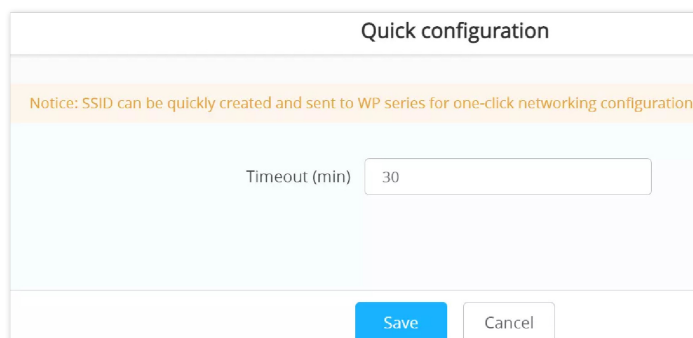 Quick configuration
Notice: SSID can be quickly created and sent to WP series for one-click networking configuration
Timeout (min) 30
Save Cancel